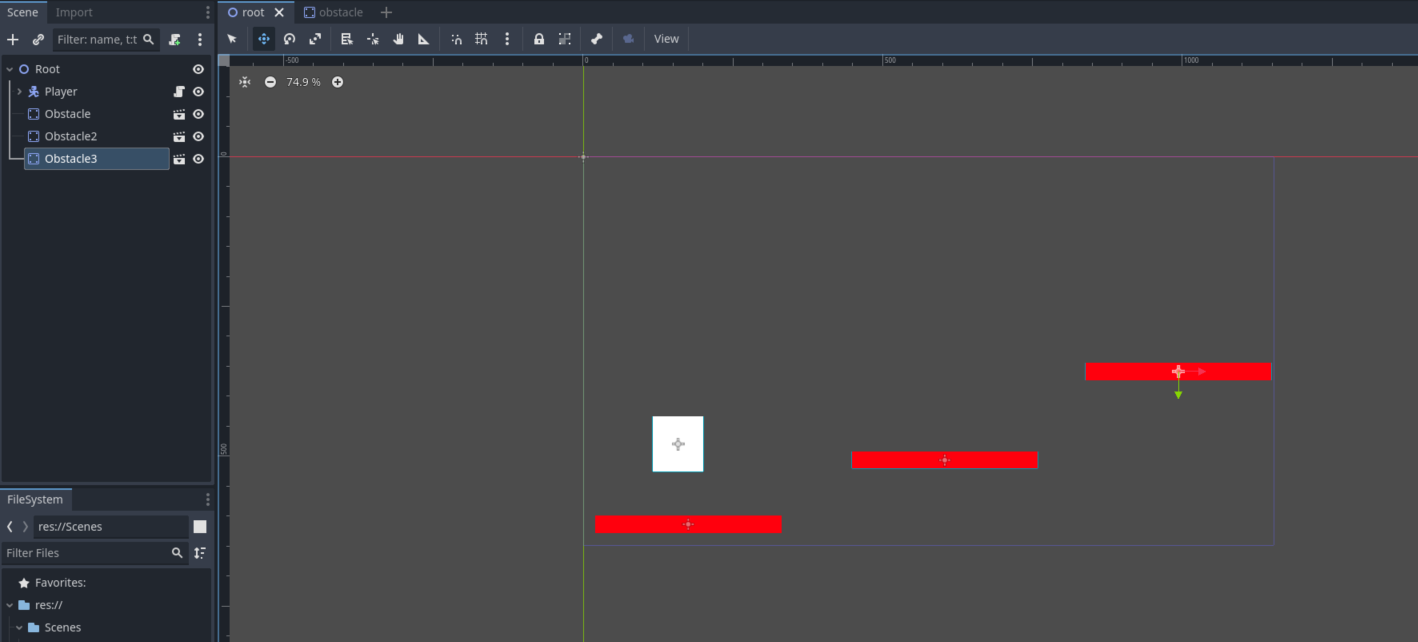 Scene Import
root obstacle
Filter: name, t:t
View
-500 0 500 1000
74.9 %
Root
Player
Obstacle
Obstacle2
Obstacle3
0
500
FileSystem
res://Scenes
Filter Files
Favorites:
res://
Scenes